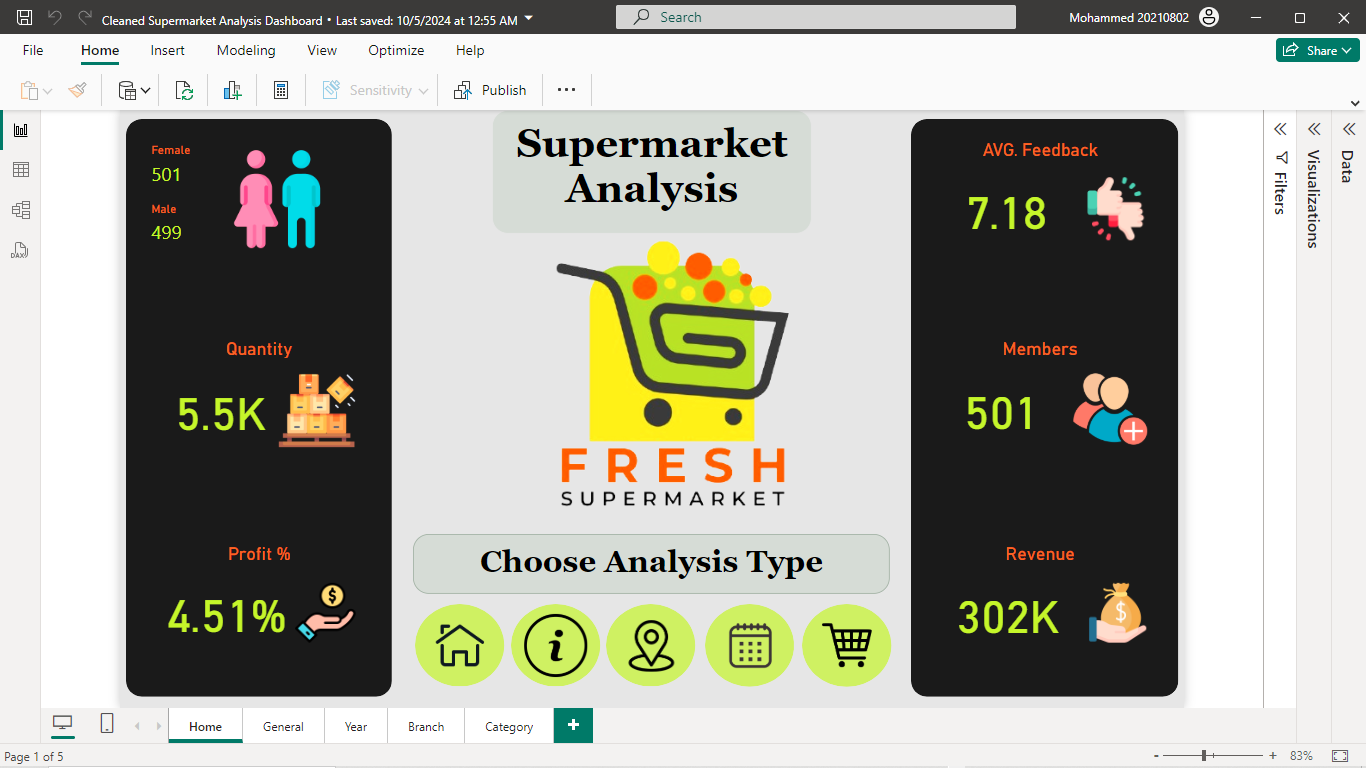 Cleaned Supermarket Analysis Dashboard • Last saved: 10/5/2024 at 12:55 AM
Search
Mohammed 20210802
File
Home
Insert
Modeling
View
Optimize
Help
Share
Sensitivity
Publish
Female
501
Male
499
Quantity
5.5K
Profit %
4.51%
Supermarket
Analysis
FRESH
SUPERMARKET
Choose Analysis Type
i
AVG. Feedback
7.18
Members
501
Revenue
302K
Filters
Visualizations
Data
DAX
Home
General
Year
Branch
Category
+
Page 1 of 5
- + 83%